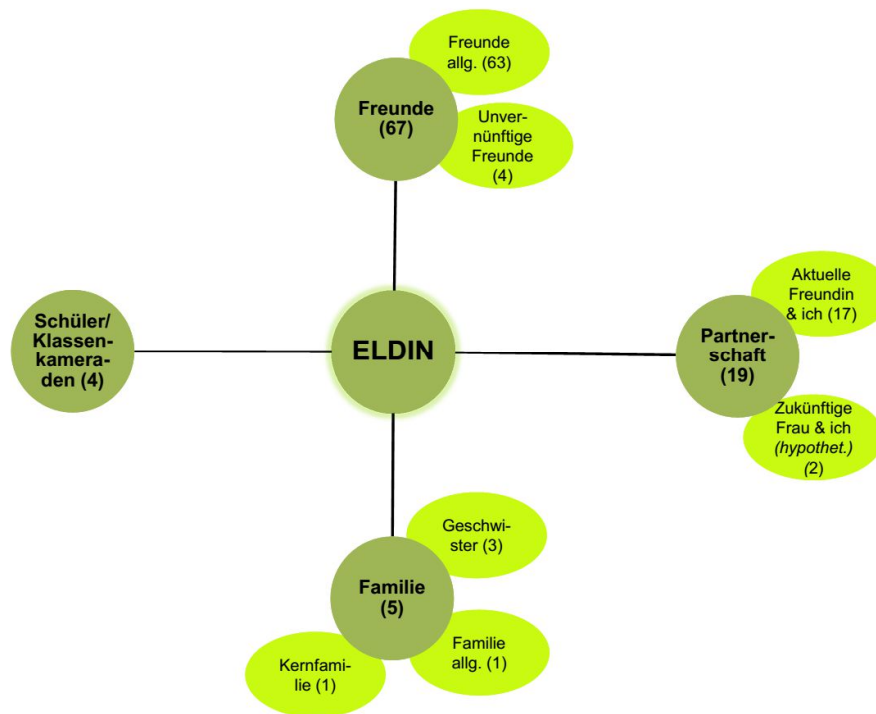 Freunde
allg. (63)
Freunde
(67)
Unver-
nünftige
Freunde
(4)
Schüler/
Klassen-
kamera-
den (4)
ELDIN
Aktuelle
Freundin
& ich (17)
Partner-
schaft
(19)
Zukünftige
Frau & ich
(hypothet.)
(2)
Geschwi-
ster (3)
Familie
(5)
Familie
allg. (1)
Kernfami-
lie (1)